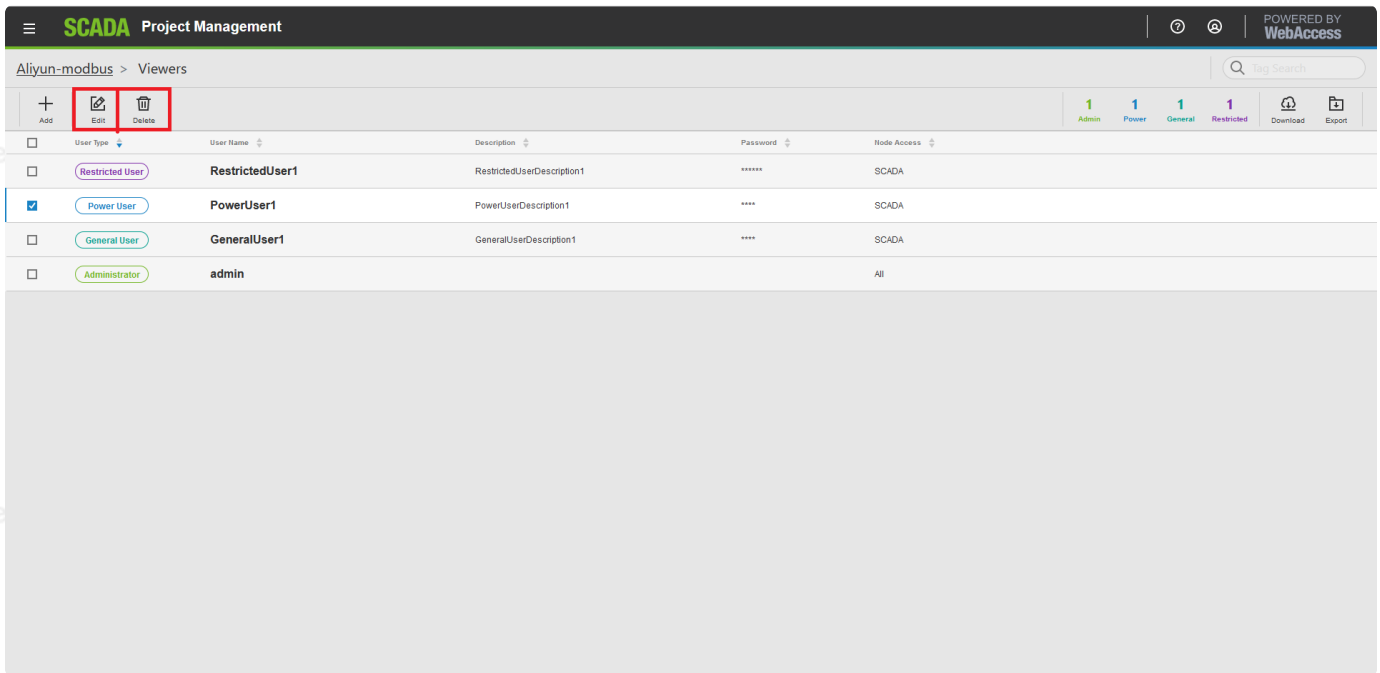 SCADA Project Management
POWERED BY
WebAccess
Aliyun-modbus > Viewers
Tag Search
Add
Edit
Delete
1
Admin
1
Power
1
General
1
Restricted
Download
Export
User Type
User Name
Description
Password
Node Access
Restricted User
RestrictedUser1
RestrictedUserDescription1
******
SCADA
Power User
PowerUser1
PowerUserDescription1
****
SCADA
General User
GeneralUser1
GeneralUserDescription1
****
SCADA
Administrator
admin
All